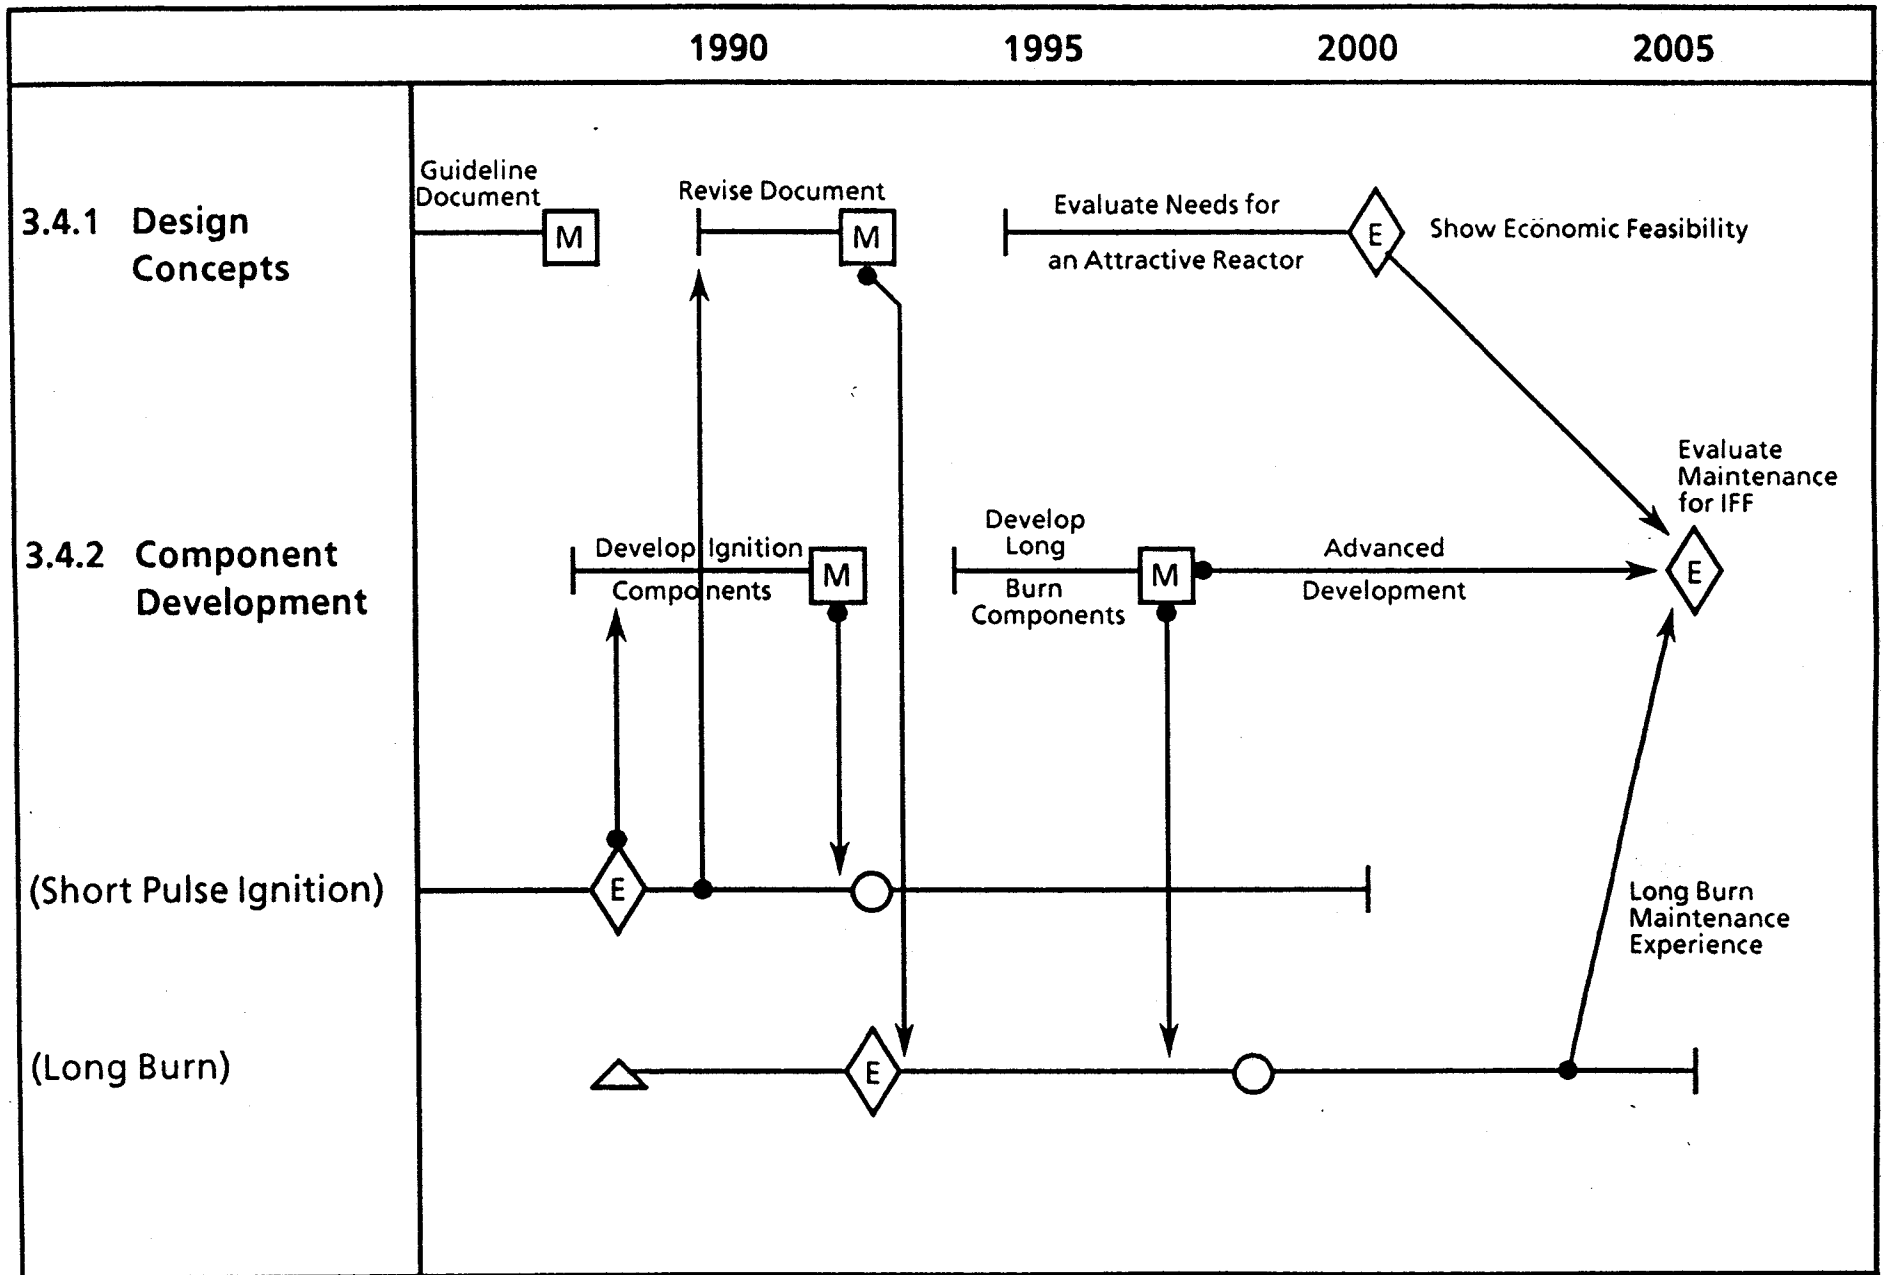 1990 1995 2000 2005
Guideline
Document
M
Revise Document
M
Evaluate Needs for
an Attractive Reactor
E
Show Economic Feasibility
3.4.1 Design
Concepts
Evaluate
Maintenance
for IFF
3.4.2 Component
Development
Develop Ignition
Components
M
Develop
Long
Burn
Components
M
Advanced
Development
E
(Short Pulse Ignition)
E
Long Burn
Maintenance
Experience
(Long Burn)
E